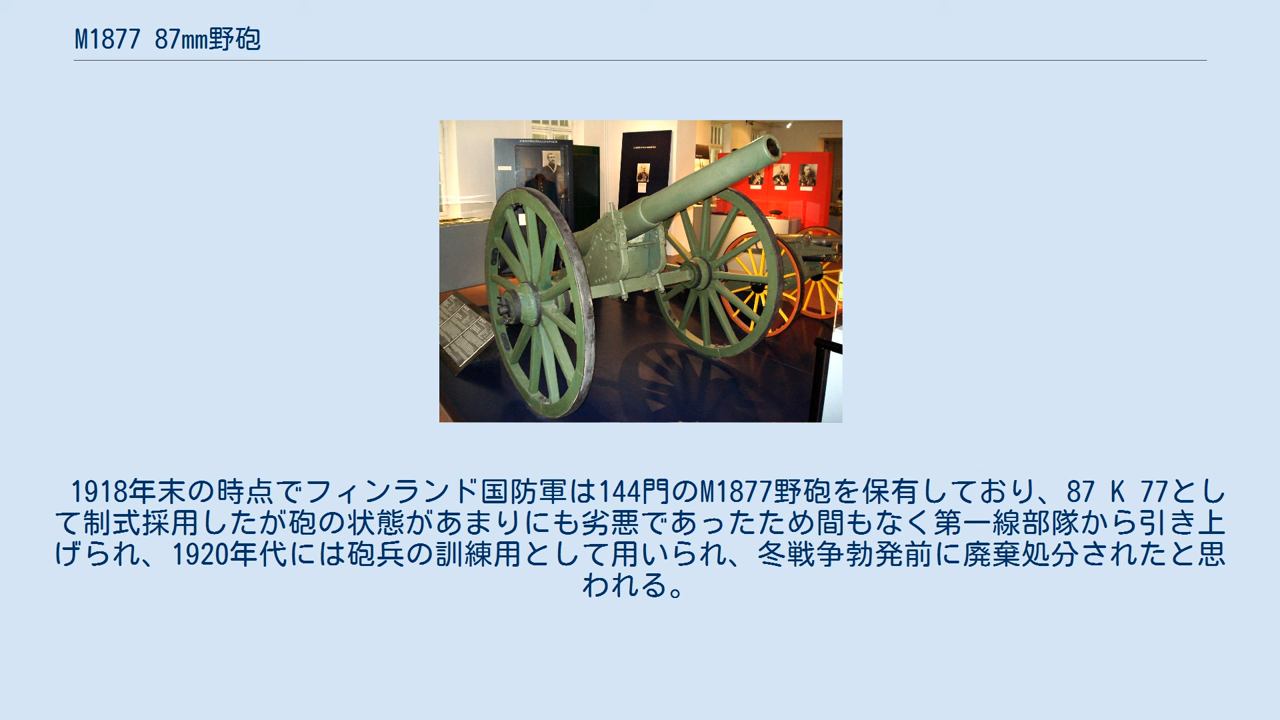 M1877 87mm野砲
1918年末の時点でフィンランド国防軍は144門のM1877野砲を保有しており、87 K 77とし
て制式採用したが砲の状態があまりにも劣悪であったため間もなく第一線部隊から引き上
げられ、1920年代には砲兵の訓練用として用いられ、冬戦争勃発前に廃棄処分されたと思
われる。